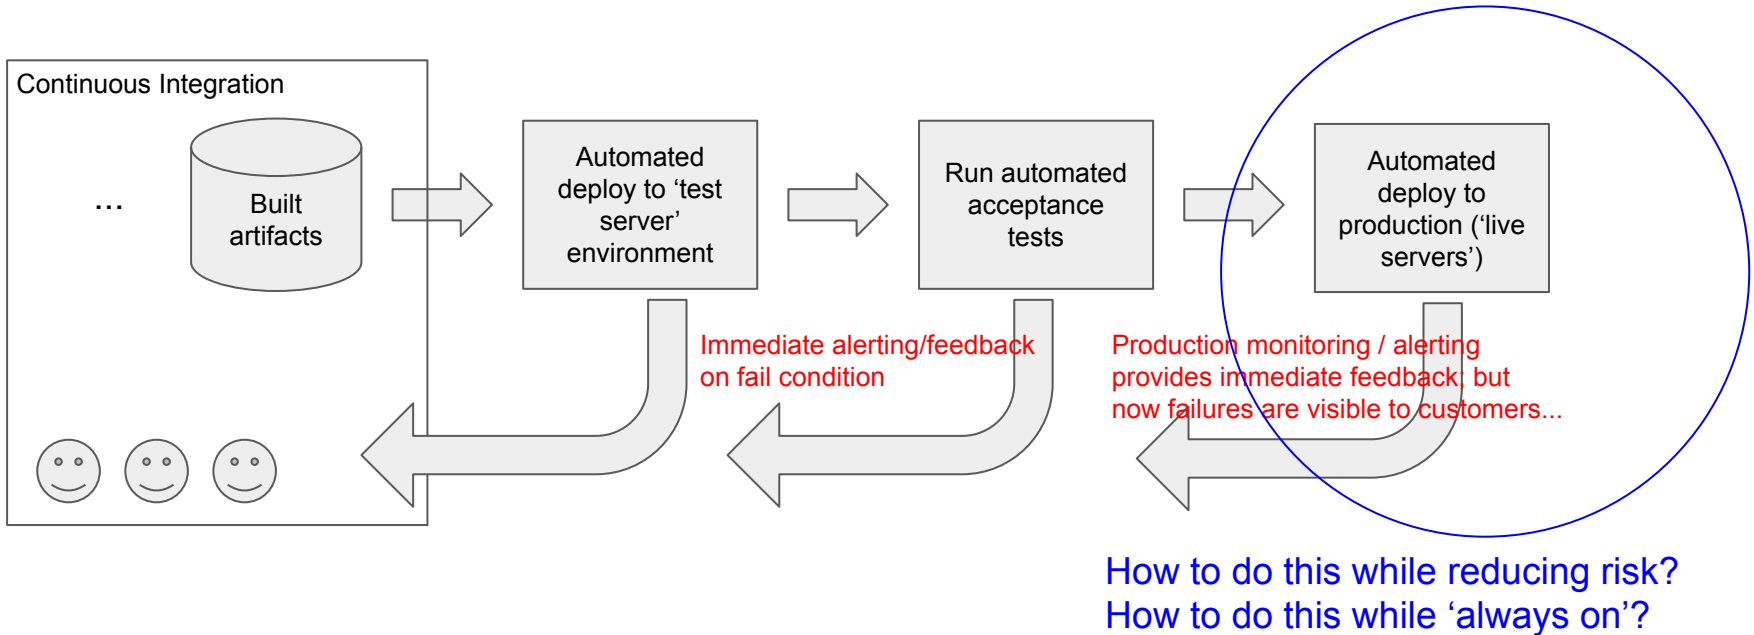 Continuous Integration
...
Built
artifacts
Automated
deploy to ‘test
server’
environment
Run automated
acceptance
tests
Automated
deploy to
production (‘live
servers’)
Immediate alerting/feedback
on fail condition
Production monitoring / alerting
provides immediate feedback; but
now failures are visible to customers...
How to do this while reducing risk?
How to do this while ‘always on’?